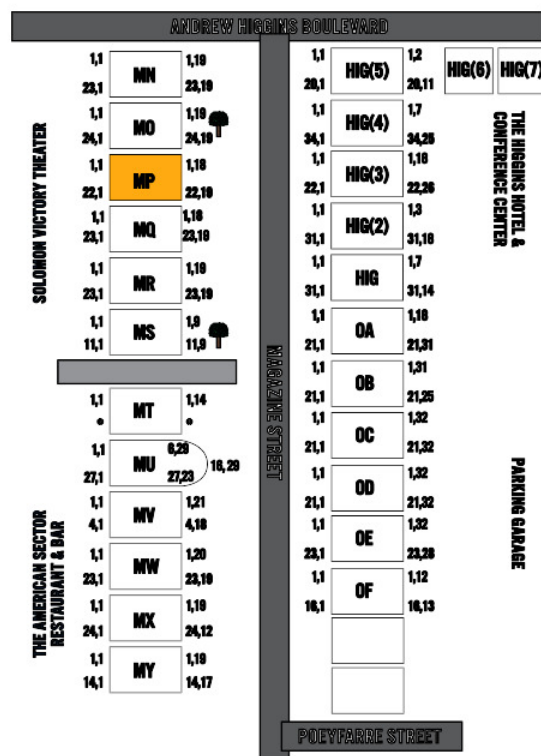 ANDREW HIGGINS BOULEVARD
SOLOMON VICTORY THEATER
1,1 1,19
MN
23,1 23,19
1,1 1,19
MO
24,1 24,19
1,1 1,18
MP
22,1 22,19
1,1 1,18
MQ
23,1 23,19
1,1 1,19
MR
23,1 23,19
1,1 1,9
MS
11,1 11,9
THE AMERICAN SECTOR
RESTAURANT & BAR
1,1 1,14
MT
1,1 6,29
MU 16,29
27,1 27,23
1,1 1,21
MV
4,1 4,18
1,1 1,20
MW
23,1 23,19
1,1 1,19
MX
24,1 24,12
1,1 1,19
MY
14,1 14,17
MAGAZINE STREET
1,1 1,2
HIG(5) HIG(6) HIG(7)
20,1 20,11
1,1 1,7
HIG(4)
34,1 34,25
1,1 1,16
HIG(3)
22,1 22,26
1,1 1,3
HIG(2)
31,1 31,16
1,1 1,7
HIG
31,1 31,14
1,1 1,16
OA
21,1 21,31
1,1 1,31
OB
21,1 21,25
1,1 1,32
OC
21,1 21,32
1,1 1,32
OD
21,1 21,32
1,1 1,32
OE
23,1 23,28
1,1 1,12
OF
16,1 16,13
THE HIGGINS HOTEL &
CONFERENCE CENTER
PARKING GARAGE
POEYFARRE STREET